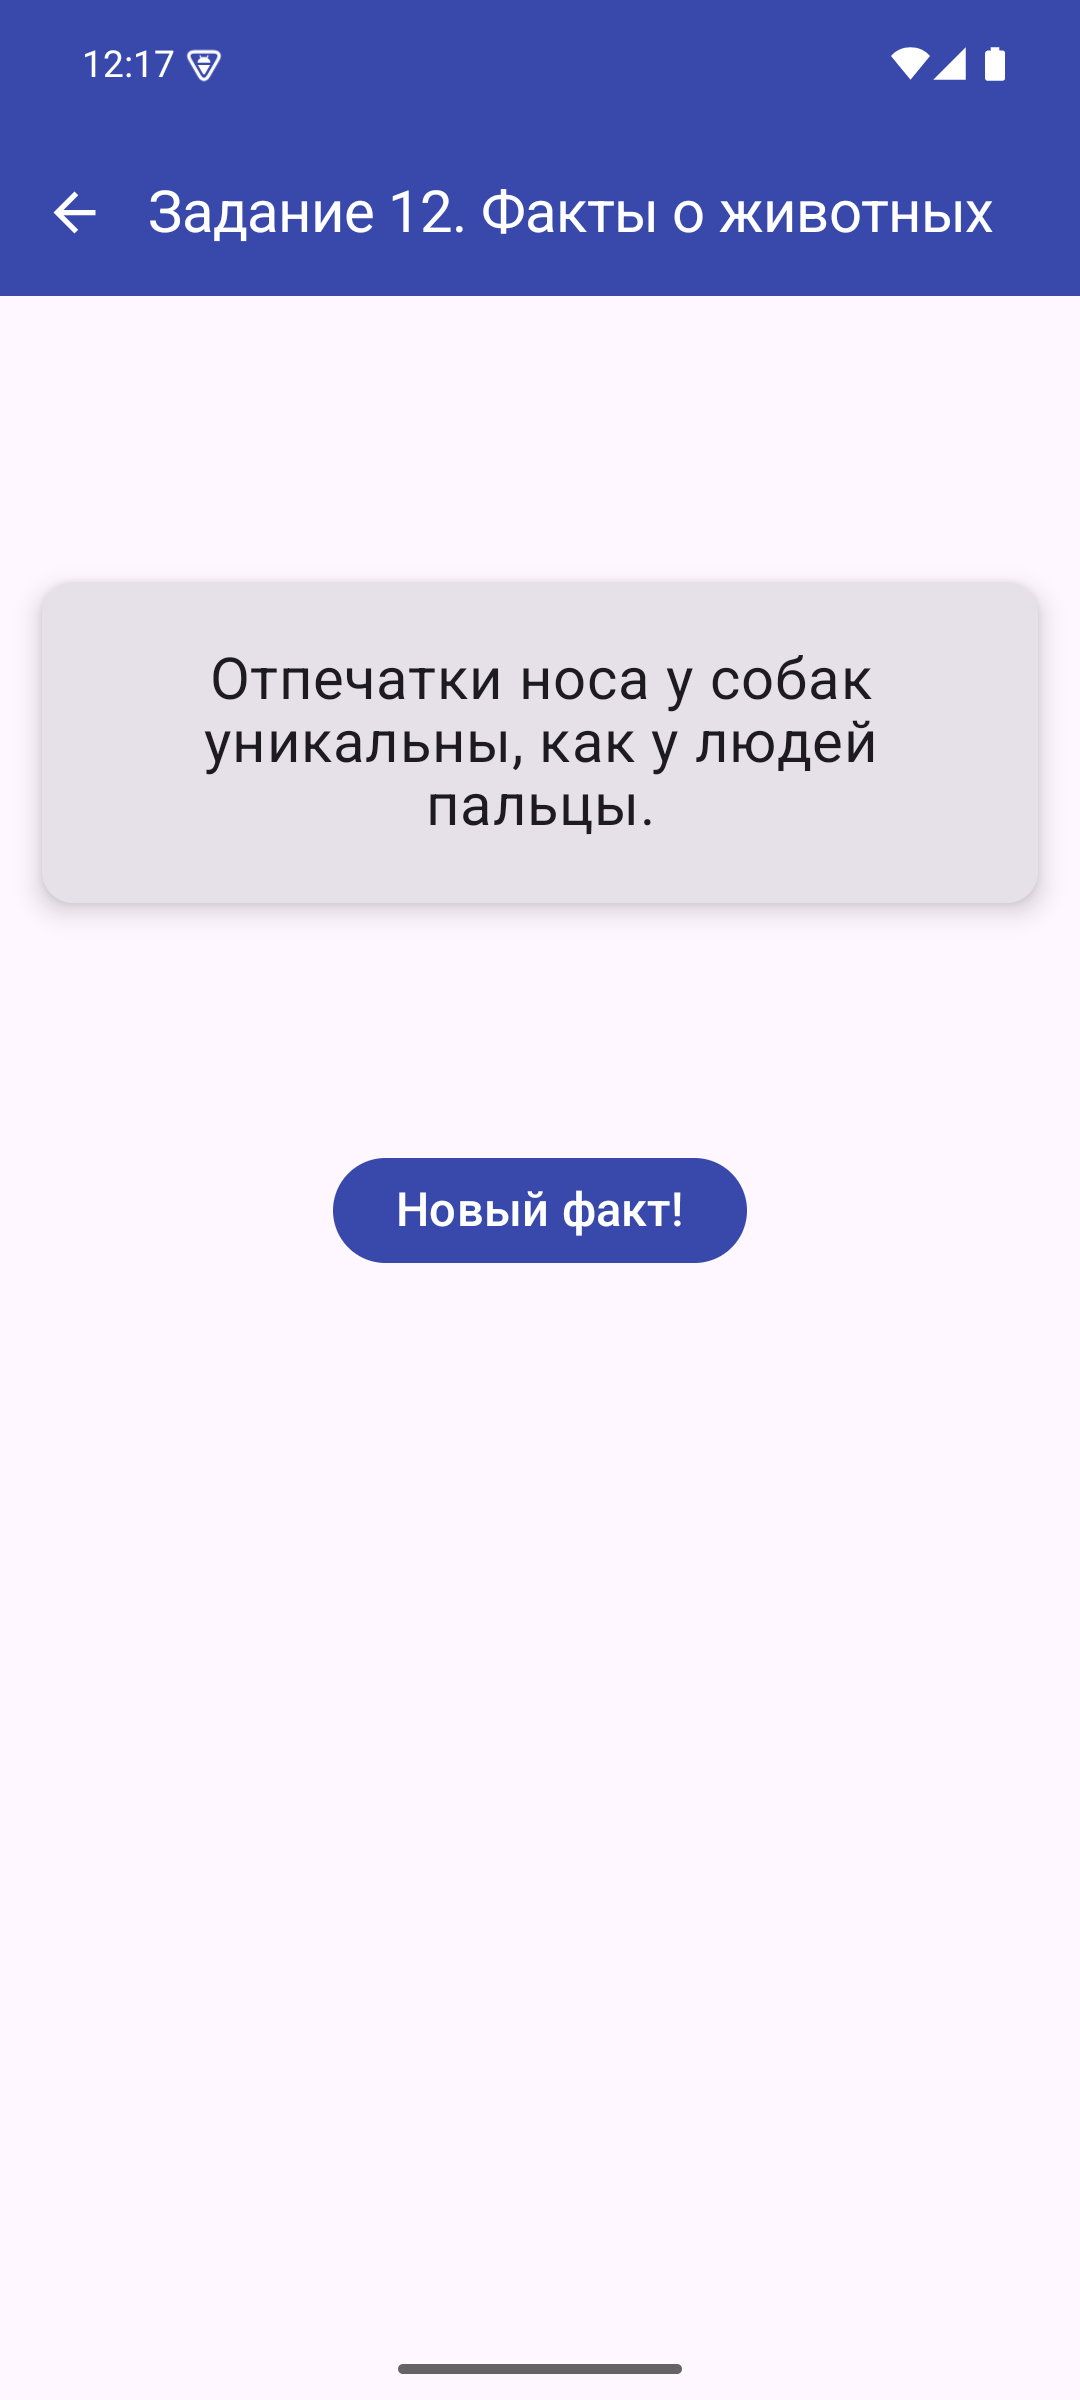 12:17
Задание 12. Факты о животных
Отпечатки носа у собак
уникальны, как у людей
пальцы.
Новый факт!